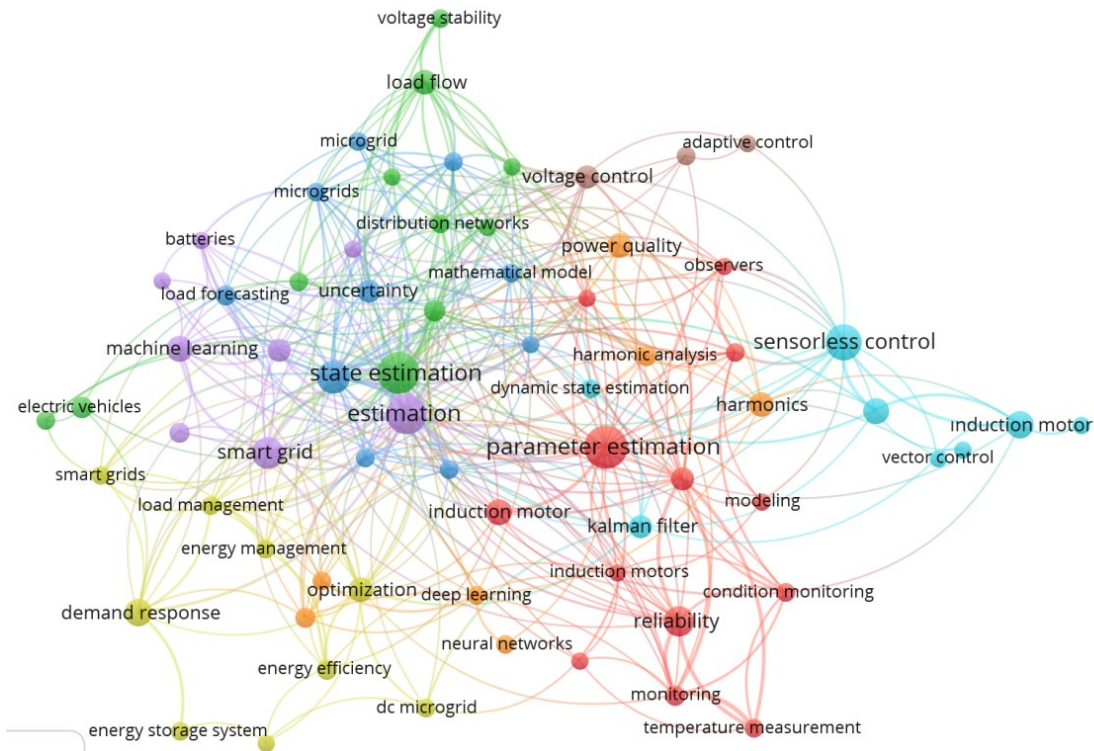 voltage stability
load flow
microgrid
adaptive control
voltage control
microgrids
distribution networks
batteries
power quality
observers
mathematical model
load forecasting
uncertainty
sensorless control
machine learning
harmonic analysis
state estimation
dynamic state estimation
electric vehicles
harmonics
estimation
induction motor
parameter estimation
smart grid
vector control
smart grids
modeling
load management
induction motor
kalman filter
energy management
induction motors
optimization
deep learning
condition monitoring
demand response
reliability
neural networks
energy efficiency
monitoring
dc microgrid
temperature measurement
energy storage system